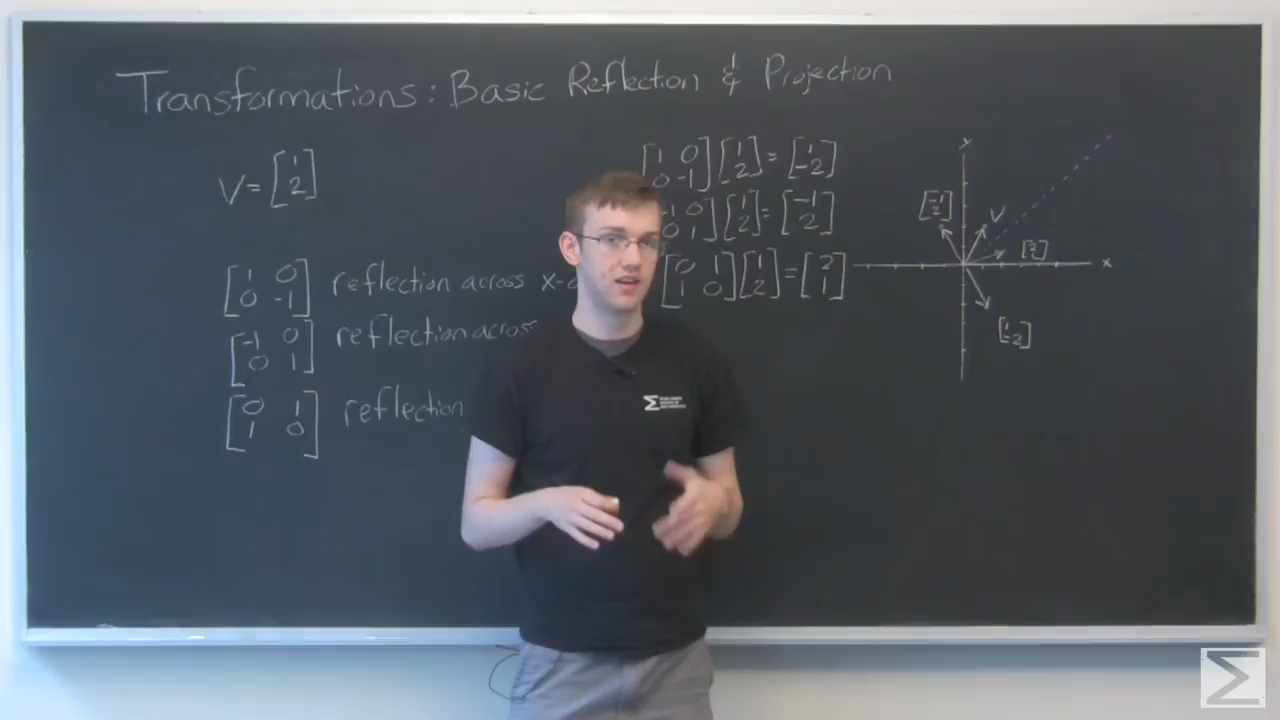 Transformations: Basic Reflection & Projection
V = [1 2]
[1 0] [1] = [1]
[0 -1] [2] [-2]
[-1 0] [1] = [-1]
[0 1] [2] [2]
[0 1] [1] = [2]
[1 0] [2] [1]
[1 0] reflection across x-
[0 -1]
[-1 0] reflection across
[0 1]
[0 1] reflection
[1 0]
[-1 2] V
[2 1]
x
[1 -2]
Σ
Σ